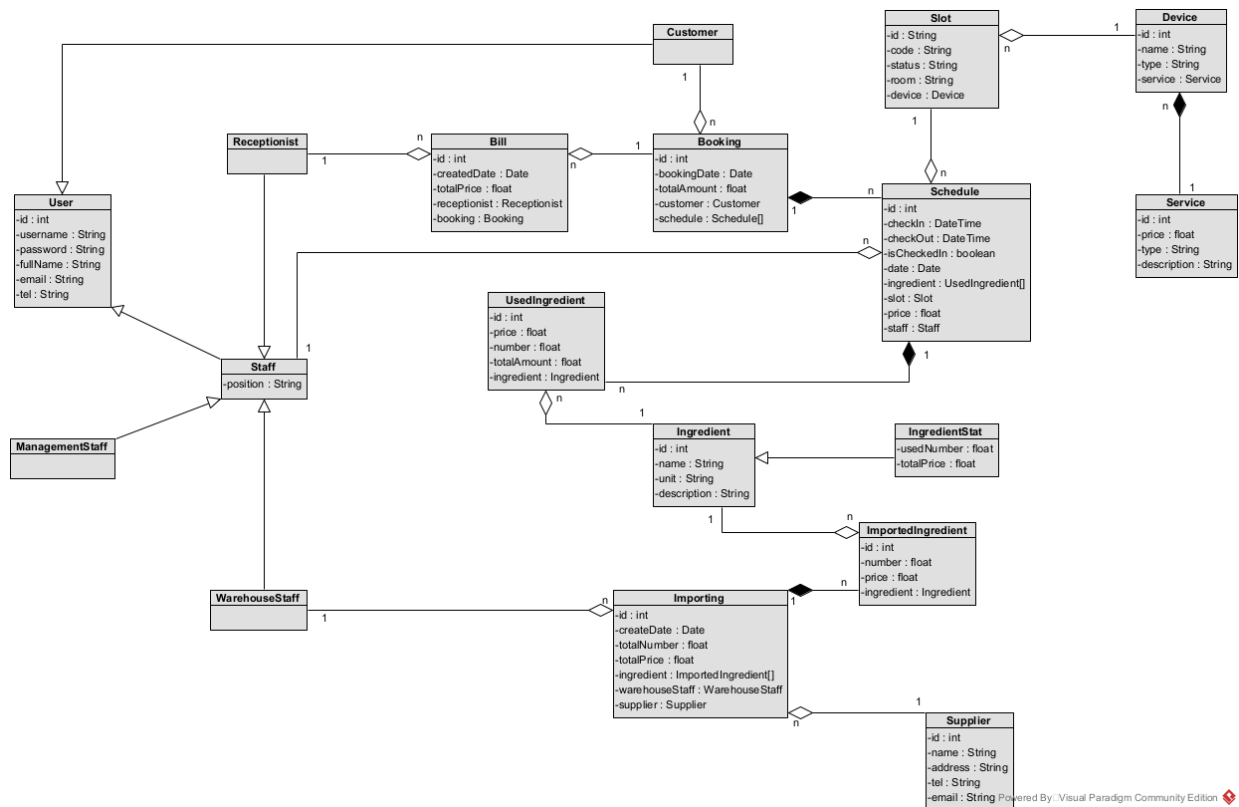 Customer
1
n
Slot
-id : String
-code : String
-status : String
-room : String
-device : Device
n
1
1
n
Device
-id : int
-name : String
-type : String
-service : Service
n
1
Service
-id : int
-price : float
-type : String
-description : String
Receptionist
1
n
Bill
-id : int
-createdDate : Date
-totalPrice : float
-receptionist : Receptionist
-booking : Booking
n
1
Booking
-id : int
-bookingDate : Date
-totalAmount : float
-customer : Customer
-schedule : Schedule[]
1
n
Schedule
-id : int
-checkIn : DateTime
-checkOut : DateTime
-isCheckedIn : boolean
-date : Date
-ingredient : UsedIngredient[]
-slot : Slot
-price : float
-staff : Staff
n
1
1
n
User
-id : int
-username : String
-password : String
-fullName : String
-email : String
-tel : String
UsedIngredient
-id : int
-price : float
-number : float
-totalAmount : float
-ingredient : Ingredient
n
1
Staff
-position : String
ManagementStaff
Ingredient
-id : int
-name : String
-unit : String
-description : String
1
n
IngredientStat
-usedNumber : float
-totalPrice : float
ImportedIngredient
-id : int
-number : float
-price : float
-ingredient : Ingredient
WarehouseStaff
1
n
Importing
-id : int
-createDate : Date
-totalNumber : float
-totalPrice : float
-ingredient : ImportedIngredient[]
-warehouseStaff : WarehouseStaff
-supplier : Supplier
1
n
n
1
Supplier
-id : int
-name : String
-address : String
-tel : String
-email : String
Powered By Visual Paradigm Community Edition